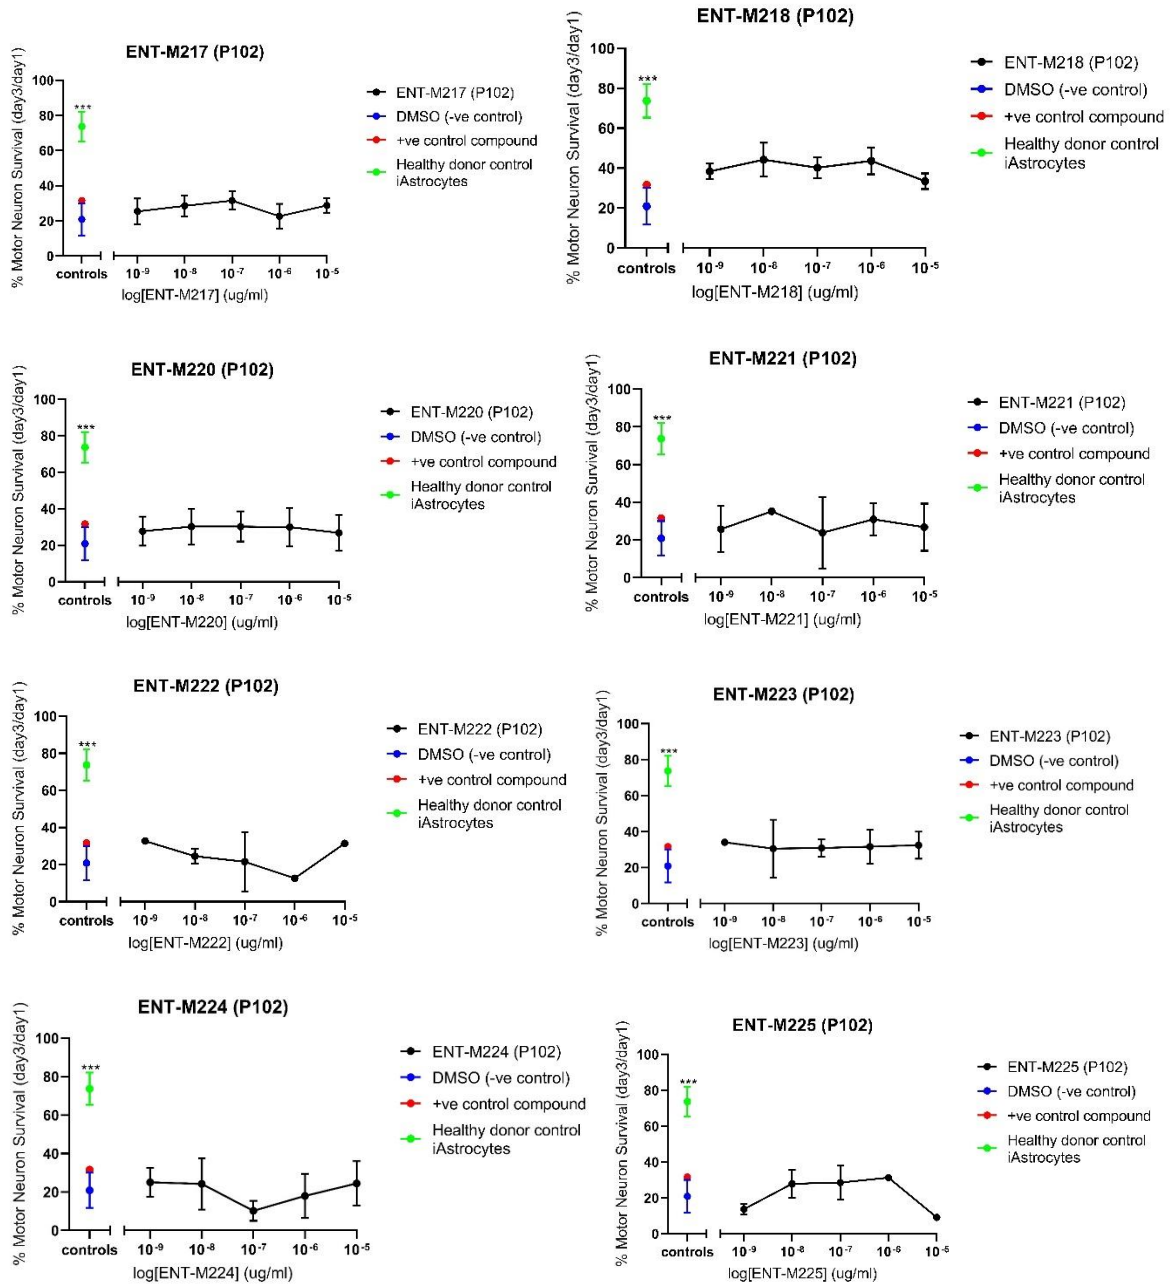 ENT-M217 (P102)
% Motor Neuron Survival (day3/day1)
100
80
60
40
20
0
***
controls
10-9
10-8
10-7
10-6
10-5
log[ENT-M217] (ug/ml)
ENT-M217 (P102)
DMSO (-ve control)
+ve control compound
Healthy donor control
iAstrocytes
ENT-M218 (P102)
% Motor Neuron Survival (day3/day1)
100
80
60
40
20
0
***
controls
10-9
10-8
10-7
10-6
10-5
log[ENT-M218] (ug/ml)
ENT-M218 (P102)
DMSO (-ve control)
+ve control compound
Healthy donor control
iAstrocytes
ENT-M220 (P102)
% Motor Neuron Survival (day3/day1)
100
80
60
40
20
0
***
controls
10-9
10-8
10-7
10-6
10-5
log[ENT-M220] (ug/ml)
ENT-M220 (P102)
DMSO (-ve control)
+ve control compound
Healthy donor control
iAstrocytes
ENT-M221 (P102)
% Motor Neuron Survival (day3/day1)
100
80
60
40
20
0
***
controls
10-9
10-8
10-7
10-6
10-5
log[ENT-M221] (ug/ml)
ENT-M221 (P102)
DMSO (-ve control)
+ve control compound
Healthy donor control
iAstrocytes
ENT-M222 (P102)
% Motor Neuron Survival (day3/day1)
100
80
60
40
20
0
***
controls
10-9
10-8
10-7
10-6
10-5
log[ENT-M222] (ug/ml)
ENT-M222 (P102)
DMSO (-ve control)
+ve control compound
Healthy donor control
iAstrocytes
ENT-M223 (P102)
% Motor Neuron Survival (day3/day1)
100
80
60
40
20
0
***
controls
10-9
10-8
10-7
10-6
10-5
log[ENT-M223] (ug/ml)
ENT-M223 (P102)
DMSO (-ve control)
+ve control compound
Healthy donor control
iAstrocytes
ENT-M224 (P102)
% Motor Neuron Survival (day3/day1)
100
80
60
40
20
0
***
controls
10-9
10-8
10-7
10-6
10-5
log[ENT-M224] (ug/ml)
ENT-M224 (P102)
DMSO (-ve control)
+ve control compound
Healthy donor control
iAstrocytes
ENT-M225 (P102)
% Motor Neuron Survival (day3/day1)
100
80
60
40
20
0
***
controls
10-9
10-8
10-7
10-6
10-5
log[ENT-M225] (ug/ml)
ENT-M225 (P102)
DMSO (-ve control)
+ve control compound
Healthy donor control
iAstrocytes